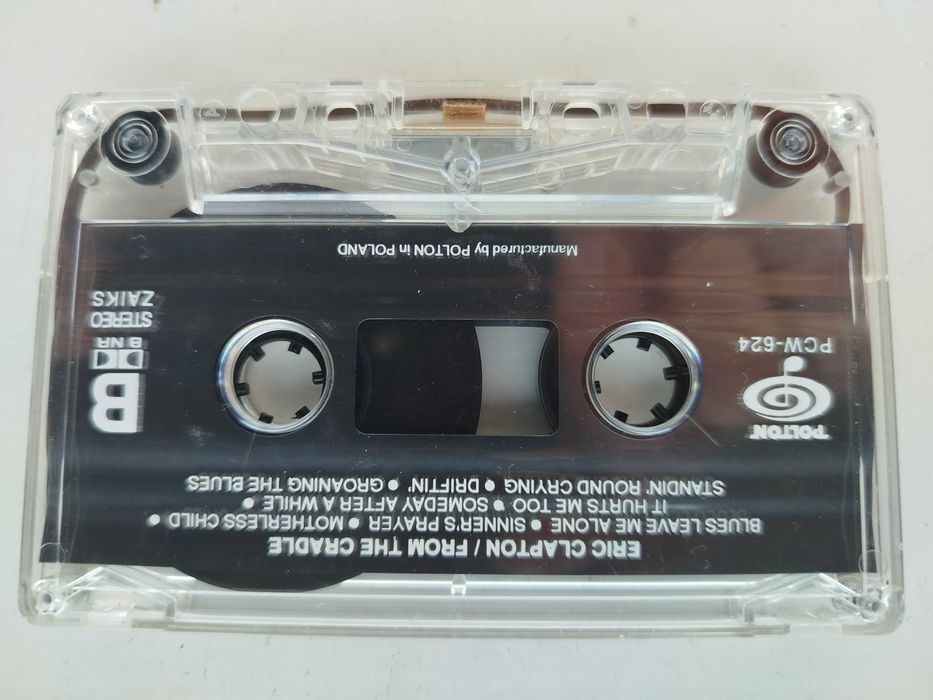 ERIC CLAPTON / FROM THE CRADLE
BLUES LEAVE ME ALONE • SINNER'S PRAYER • MOTHERLESS CHILD •
IT HURTS ME TOO • SOMEDAY AFTER A WHILE •
STANDIN' ROUND CRYING • DRIFTIN' • GROANING THE BLUES
POLTON
PCW-624
B
B NR
STEREO
ZAIKS
Manufactured by POLTON in POLAND